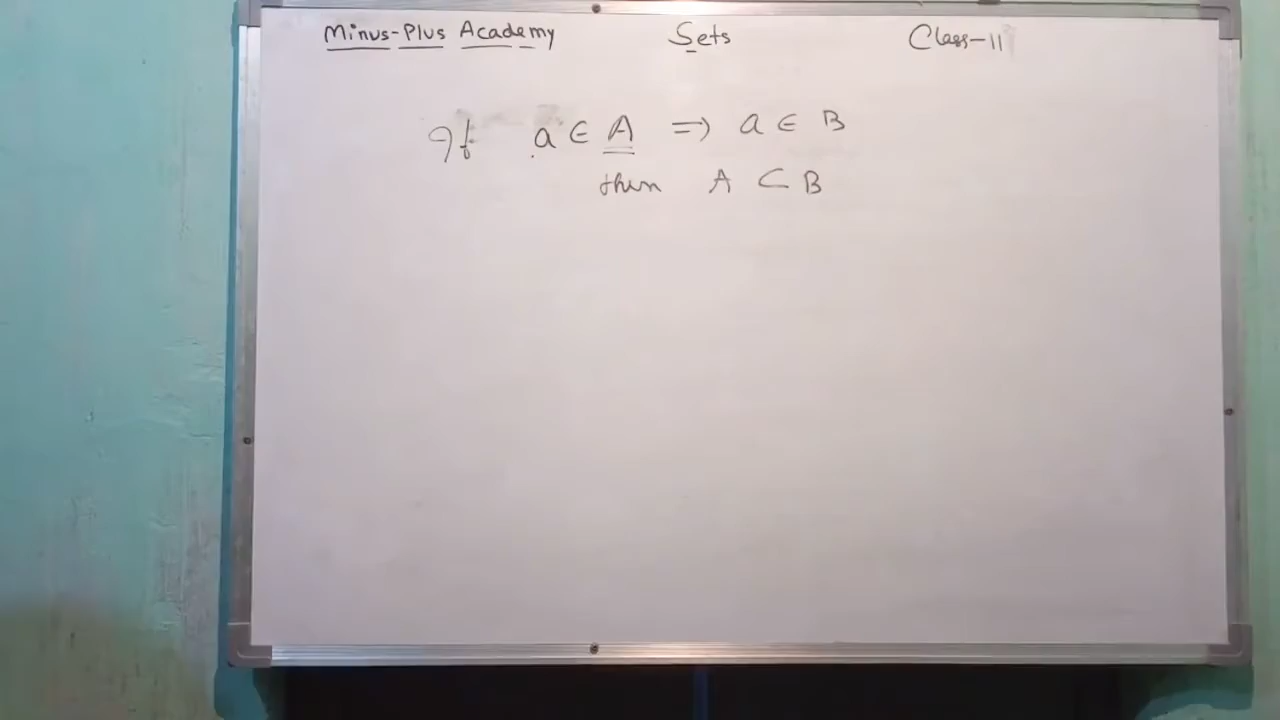 Minus-Plus Academy Sets Class-11
If a ∈ A ⇒ a ∈ B
then A ⊂ B